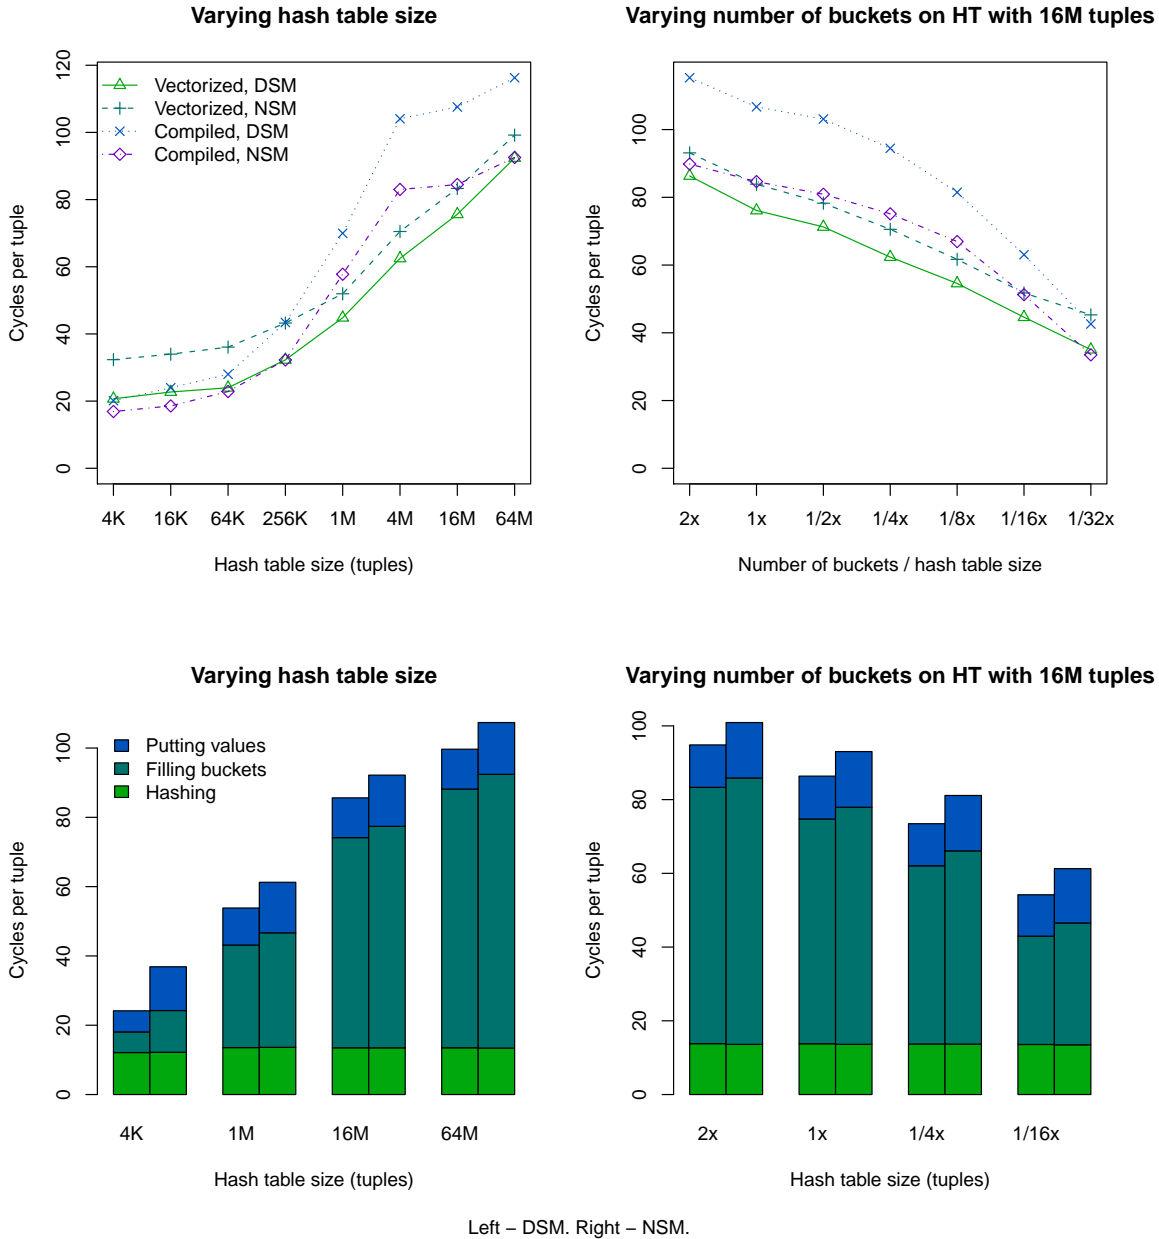 Varying hash table size
Varying number of buckets on HT with 16M tuples
Cycles per tuple
0 20 40 60 80 100 120
Vectorized, DSM
Vectorized, NSM
Compiled, DSM
Compiled, NSM
4K 16K 64K 256K 1M 4M 16M 64M
Hash table size (tuples)
Cycles per tuple
0 20 40 60 80 100
2x 1x 1/2x 1/4x 1/8x 1/16x 1/32x
Number of buckets / hash table size
Varying hash table size
Varying number of buckets on HT with 16M tuples
Cycles per tuple
0 20 40 60 80 100
Putting values
Filling buckets
Hashing
4K 1M 16M 64M
Hash table size (tuples)
Cycles per tuple
0 20 40 60 80 100
2x 1x 1/4x 1/16x
Hash table size (tuples)
Left − DSM. Right − NSM.